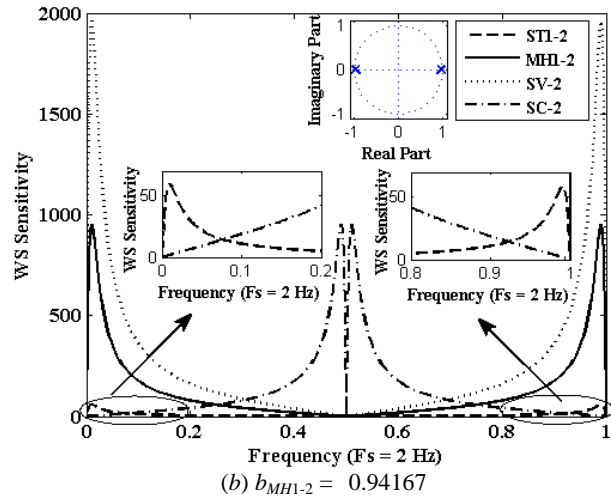 2000
1500
1000
500
0
WS Sensitivity
Imaginary Part
1
0
-1
-1 0 1
Real Part
ST1-2
MH1-2
SV-2
SC-2
WS Sensitivity
50
0
0 0.1 0.2
Frequency (Fs = 2 Hz)
WS Sensitivity
50
0
0.8 0.9 1
Frequency (Fs = 2 Hz)
0 0.2 0.4 0.6 0.8 1
Frequency (Fs = 2 Hz)
(b) bMH1-2 = 0.94167